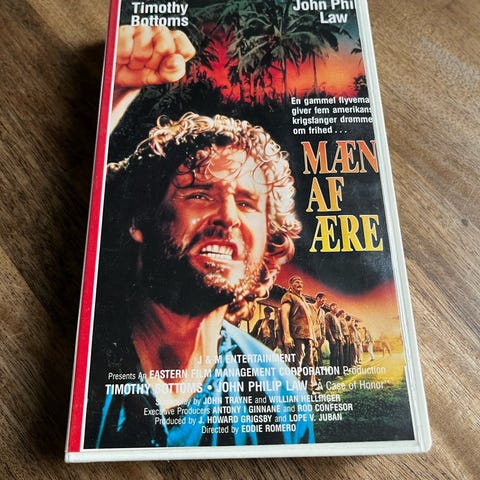 Timothy
Bottoms
John Phi
Law
En gammel flyvema
giver fem amerikans
krigsfanger drømme
om frihed . . .
MÆN
AF
ÆRE
J & M ENTERTAINMENT
Presents An EASTERN FILM MANAGEMENT CORPORATION Production
TIMOTHY BOTTOMS • JOHN PHILIP LAW "A Case of Honor"
Screenplay by JOHN TRAYNE and WILLIAN HELLINGER
Executive Producers ANTONY I GINNANE and ROD CONFESOR
Produced by J. HOWARD GRIGSBY and LOPE V. JUBAN
Directed by EDDIE ROMERO